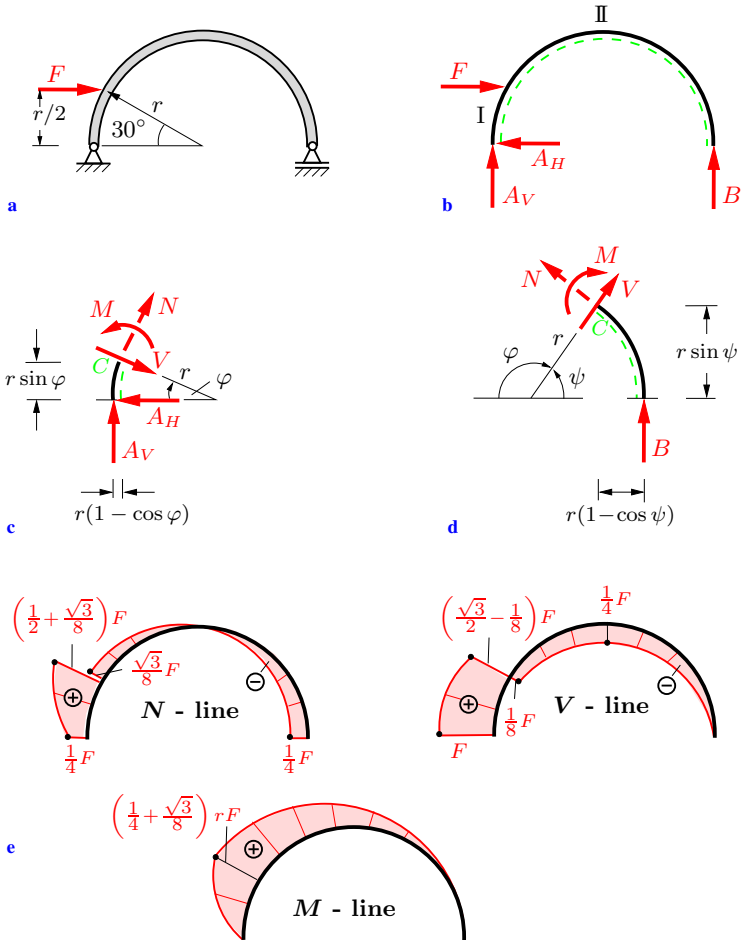 F
r/2
r
30°
a
II
F
I
A_H
A_V
B
b
M
N
C
V
r
φ
r sin φ
A_H
A_V
r(1 − cos φ)
c
M
N
V
C
r
φ
ψ
r sin ψ
B
r(1−cos ψ)
d
(1/2 + √3/8) F
√3/8 F
⊕
⊖
N - line
1/4 F
1/4 F
(√3/2 − 1/8) F
1/4 F
⊕
⊖
1/8 F
V - line
F
(1/4 + √3/8) rF
⊕
e
M - line